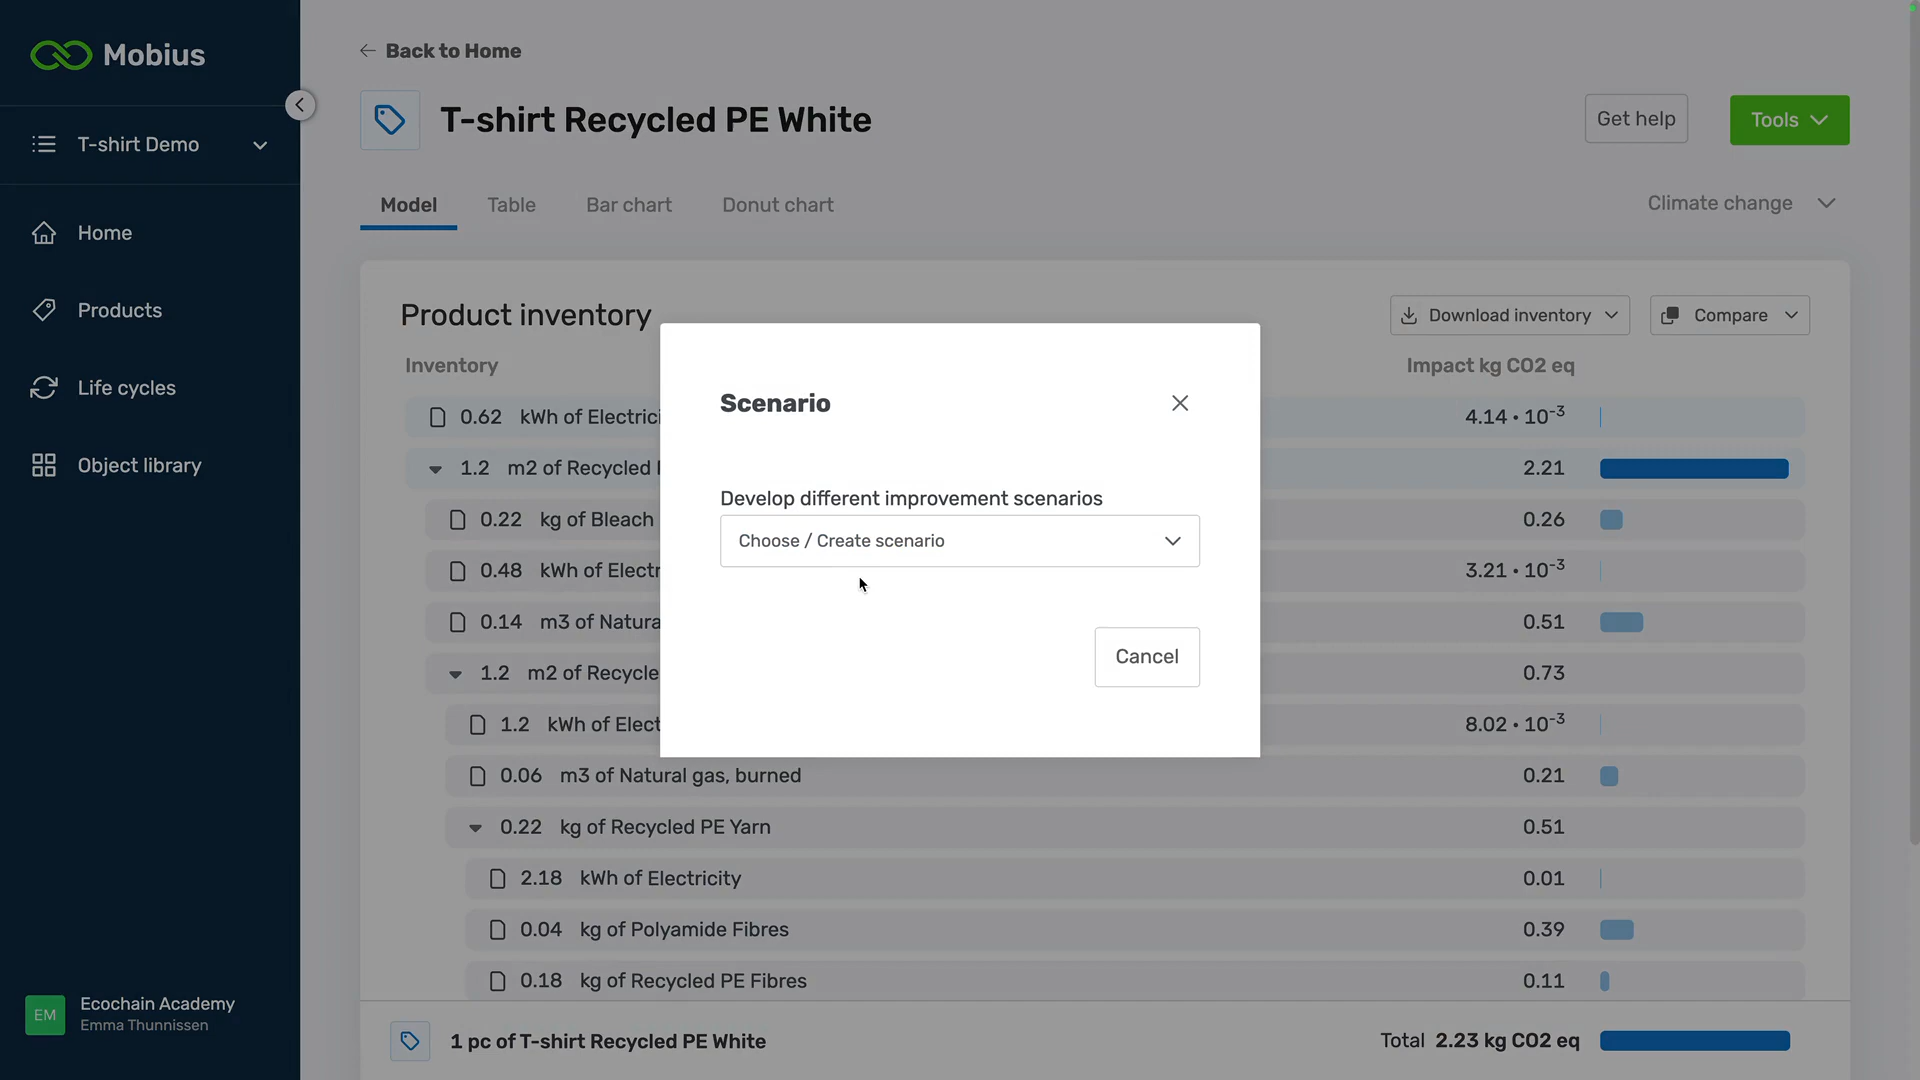 Mobius
T-shirt Demo
Home
Products
Life cycles
Object library
EM
Ecochain Academy
Emma Thunnissen
Back to Home
T-shirt Recycled PE White
Get help
Tools
Model
Table
Bar chart
Donut chart
Climate change
Product inventory
Download inventory
Compare
Inventory
Impact kg CO2 eq
0.62 kWh of Electrici
4.14 • 10⁻³
1.2 m2 of Recycled
2.21
0.22 kg of Bleach
0.26
0.48 kWh of Electr
3.21 • 10⁻³
0.14 m3 of Natura
0.51
1.2 m2 of Recycle
0.73
1.2 kWh of Elect
8.02 • 10⁻³
0.06 m3 of Natural gas, burned
0.21
0.22 kg of Recycled PE Yarn
0.51
2.18 kWh of Electricity
0.01
0.04 kg of Polyamide Fibres
0.39
0.18 kg of Recycled PE Fibres
0.11
1 pc of T-shirt Recycled PE White
Total 2.23 kg CO2 eq
Scenario
Develop different improvement scenarios
Choose / Create scenario
Cancel